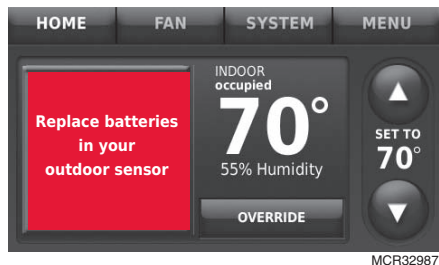 HOME FAN SYSTEM MENU
Replace batteries
in your
outdoor sensor
INDOOR
occupied
70°
55% Humidity
OVERRIDE
SET TO
70°
MCR32987